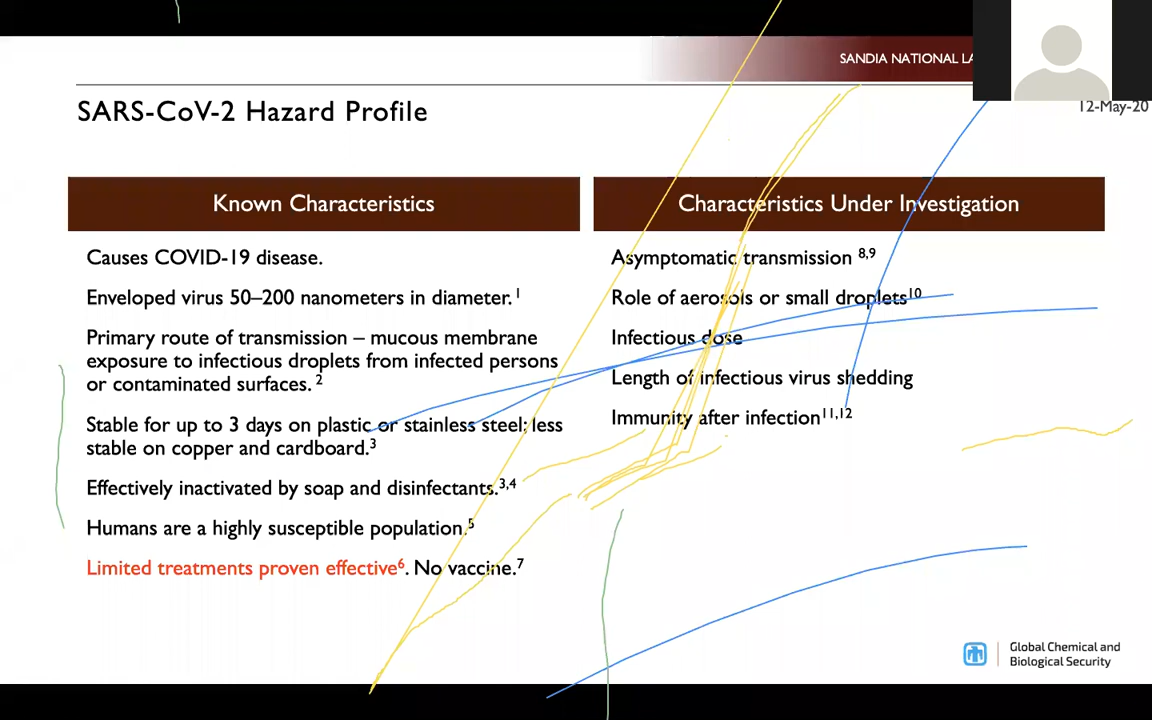 SANDIA NATIONAL
SARS-CoV-2 Hazard Profile
12-May-20
Known Characteristics
Causes COVID-19 disease.
Enveloped virus 50–200 nanometers in diameter.1
Primary route of transmission – mucous membrane
exposure to infectious droplets from infected persons
or contaminated surfaces.2
Stable for up to 3 days on plastic or stainless steel; less
stable on copper and cardboard.3
Effectively inactivated by soap and disinfectants.3,4
Humans are a highly susceptible population.5
Limited treatments proven effective6. No vaccine.7
Characteristics Under Investigation
Asymptomatic transmission 8,9
Role of aerosols or small droplets10
Infectious dose
Length of infectious virus shedding
Immunity after infection11,12
Global Chemical and
Biological Security